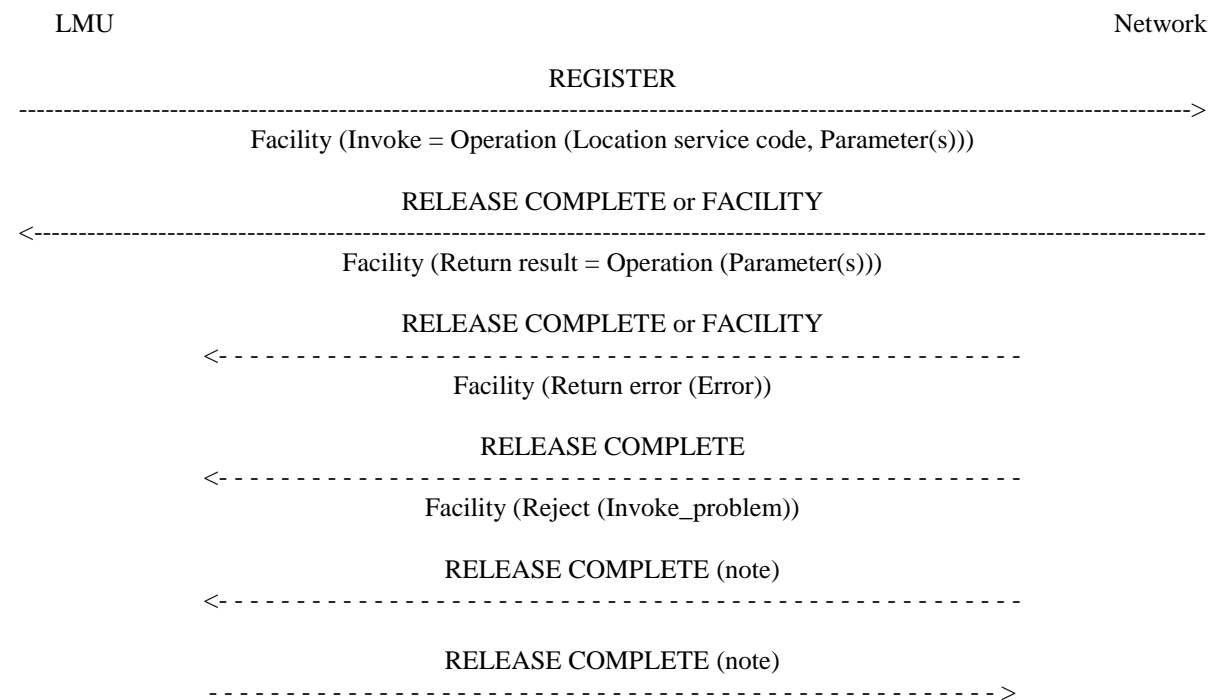 LMU Network
REGISTER
Facility (Invoke = Operation (Location service code, Parameter(s)))
RELEASE COMPLETE or FACILITY
Facility (Return result = Operation (Parameter(s)))
RELEASE COMPLETE or FACILITY
Facility (Return error (Error))
RELEASE COMPLETE
Facility (Reject (Invoke_problem))
RELEASE COMPLETE (note)
RELEASE COMPLETE (note)